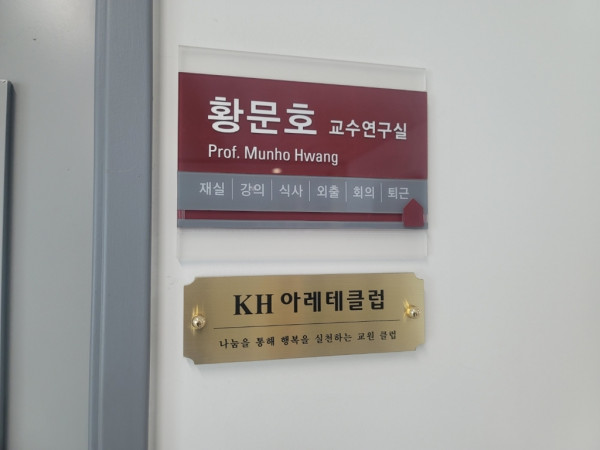 황문호 교수연구실
Prof. Munho Hwang
재실 강의 식사 외출 회의 퇴근
KH 아레테클럽
나눔을 통해 행복을 실천하는 교원 클럽